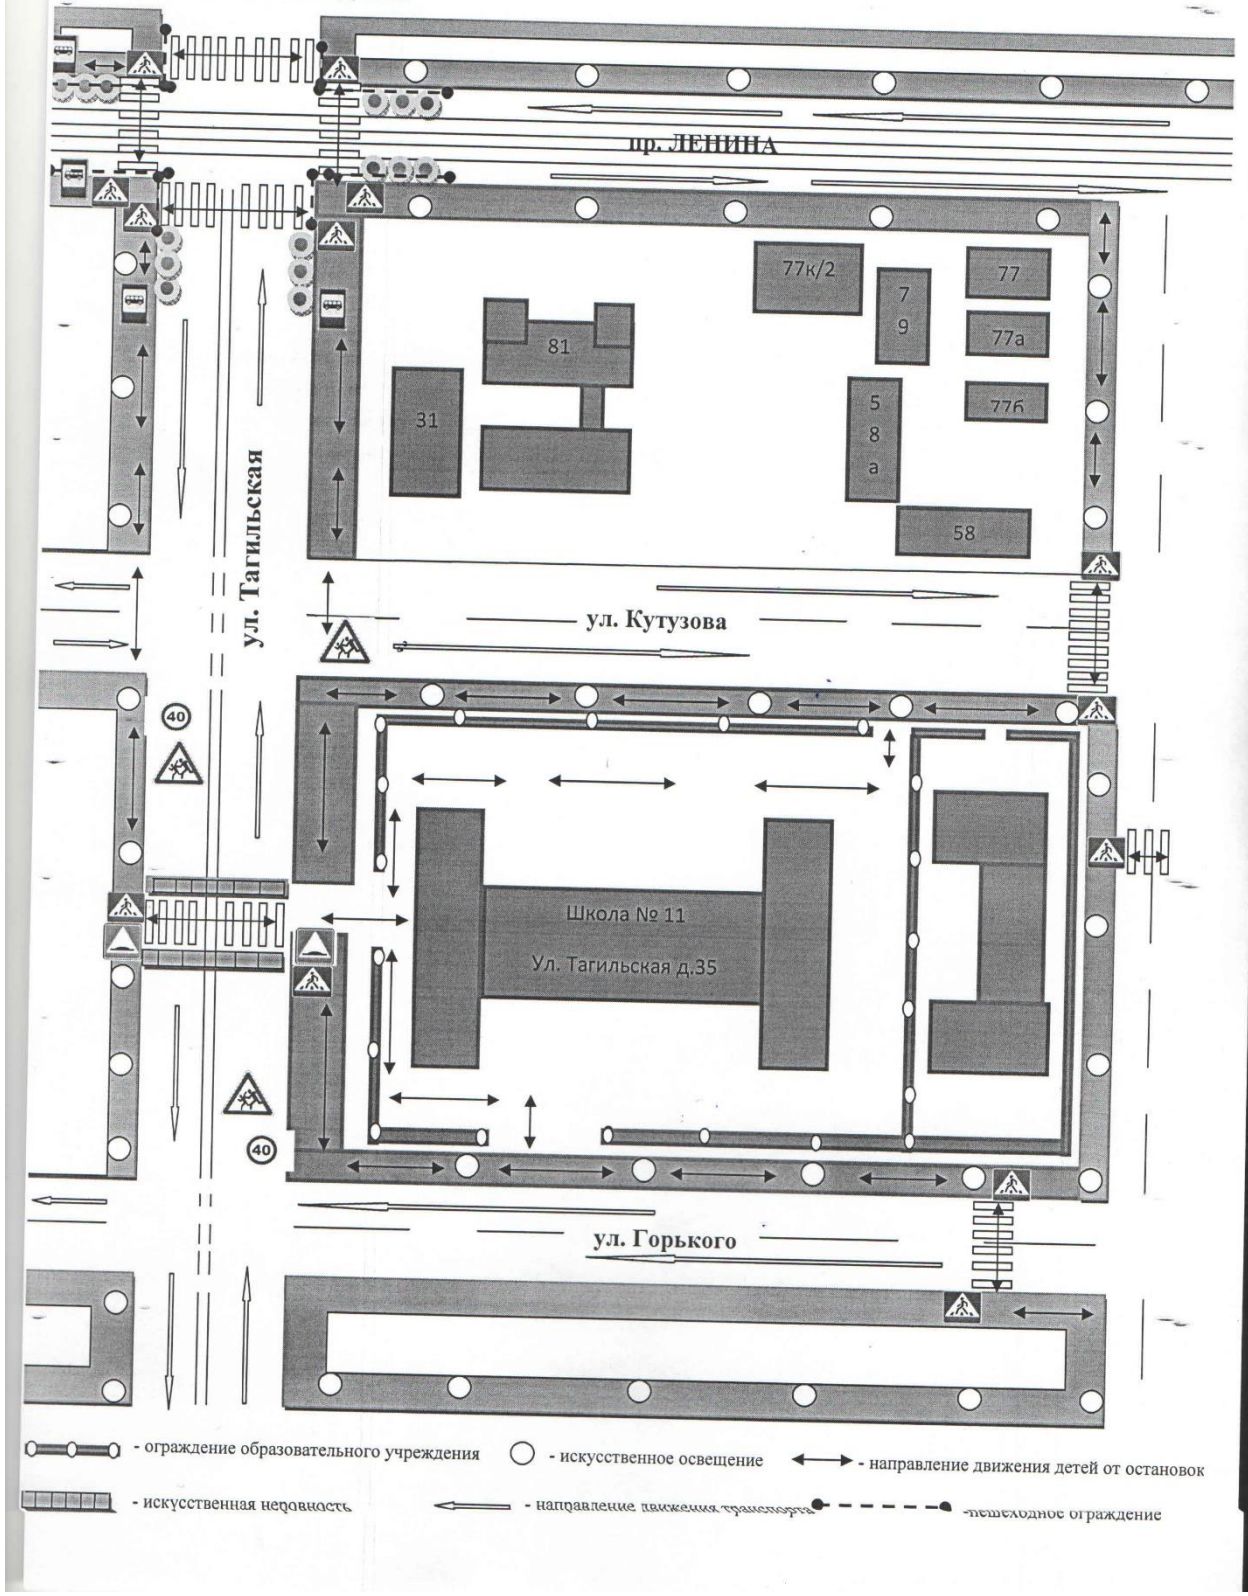 пр. ЛЕНИНА
77к/2
77
7
9
77а
81
77б
5
8
а
31
58
ул. Тагильская
ул. Кутузова
40
Школа № 11
Ул. Тагильская д.35
40
ул. Горького
- ограждение образовательного учреждения
- искусственное освещение
- направление движения детей от остановок
- искусственная неровность
- направление движения транспорта
-пешеходное ограждение